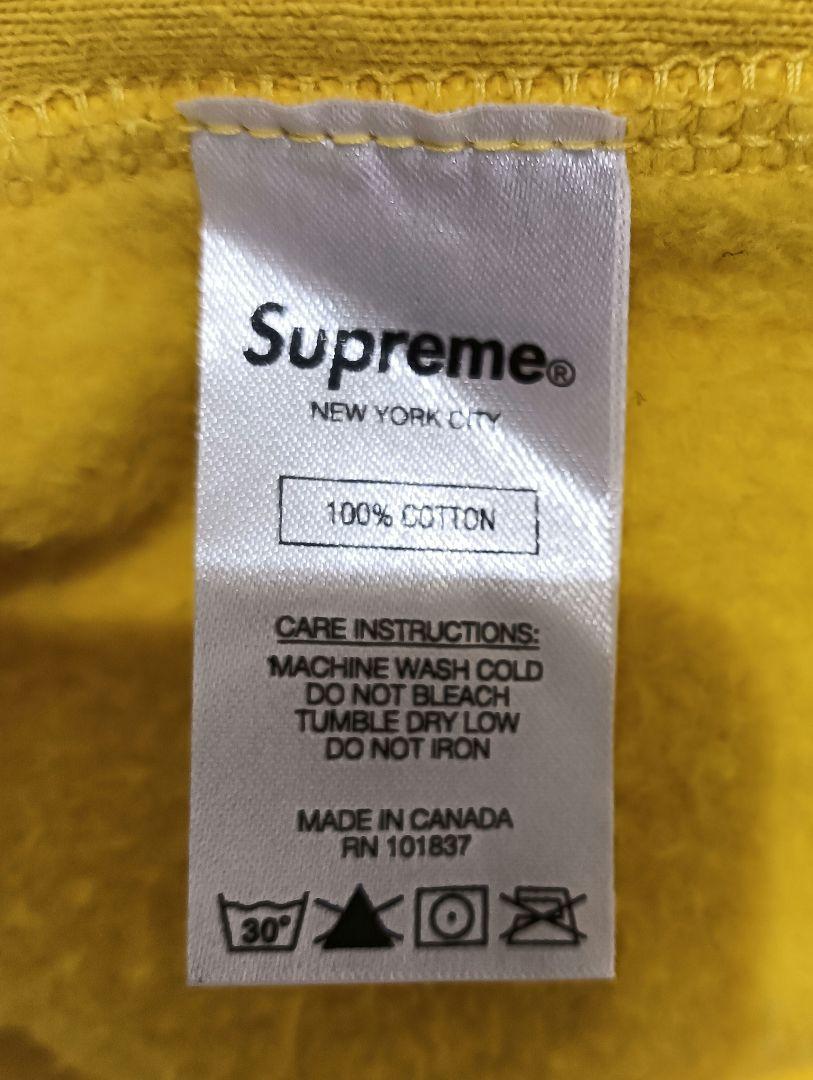 Supreme®
NEW YORK CITY
100% COTTON
CARE INSTRUCTIONS:
MACHINE WASH COLD
DO NOT BLEACH
TUMBLE DRY LOW
DO NOT IRON
MADE IN CANADA
RN 101837
30°